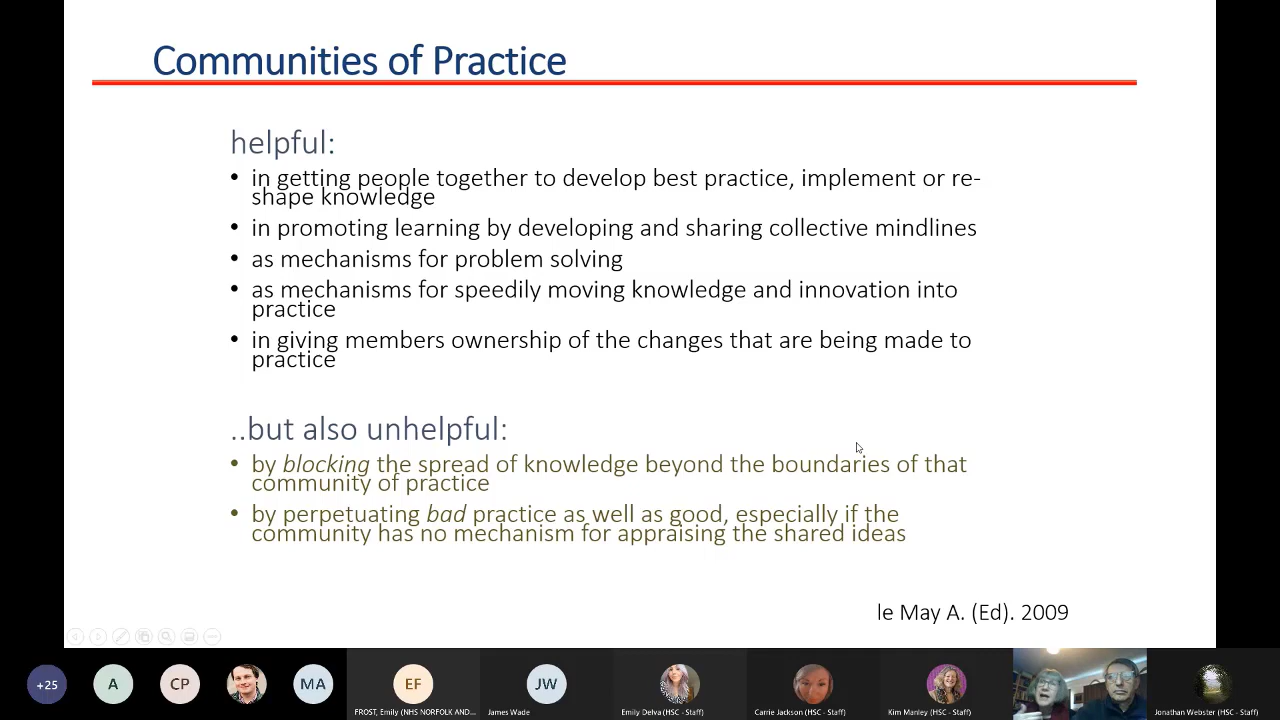 Communities of Practice
helpful:
• in getting people together to develop best practice, implement or re-
shape knowledge
• in promoting learning by developing and sharing collective mindlines
• as mechanisms for problem solving
• as mechanisms for speedily moving knowledge and innovation into
practice
• in giving members ownership of the changes that are being made to
practice
..but also unhelpful:
• by blocking the spread of knowledge beyond the boundaries of that
community of practice
• by perpetuating bad practice as well as good, especially if the
community has no mechanism for appraising the shared ideas
le May A. (Ed). 2009
+25
A
CP
MA
EF
JW
FROST, Emily (NHS NORFOLK AND...
James Wade
Emily Delva (HSC - Staff)
Carrie Jackson (HSC - Staff)
Kim Manley (HSC - Staff)
Jonathan Webster (HSC - Staff)